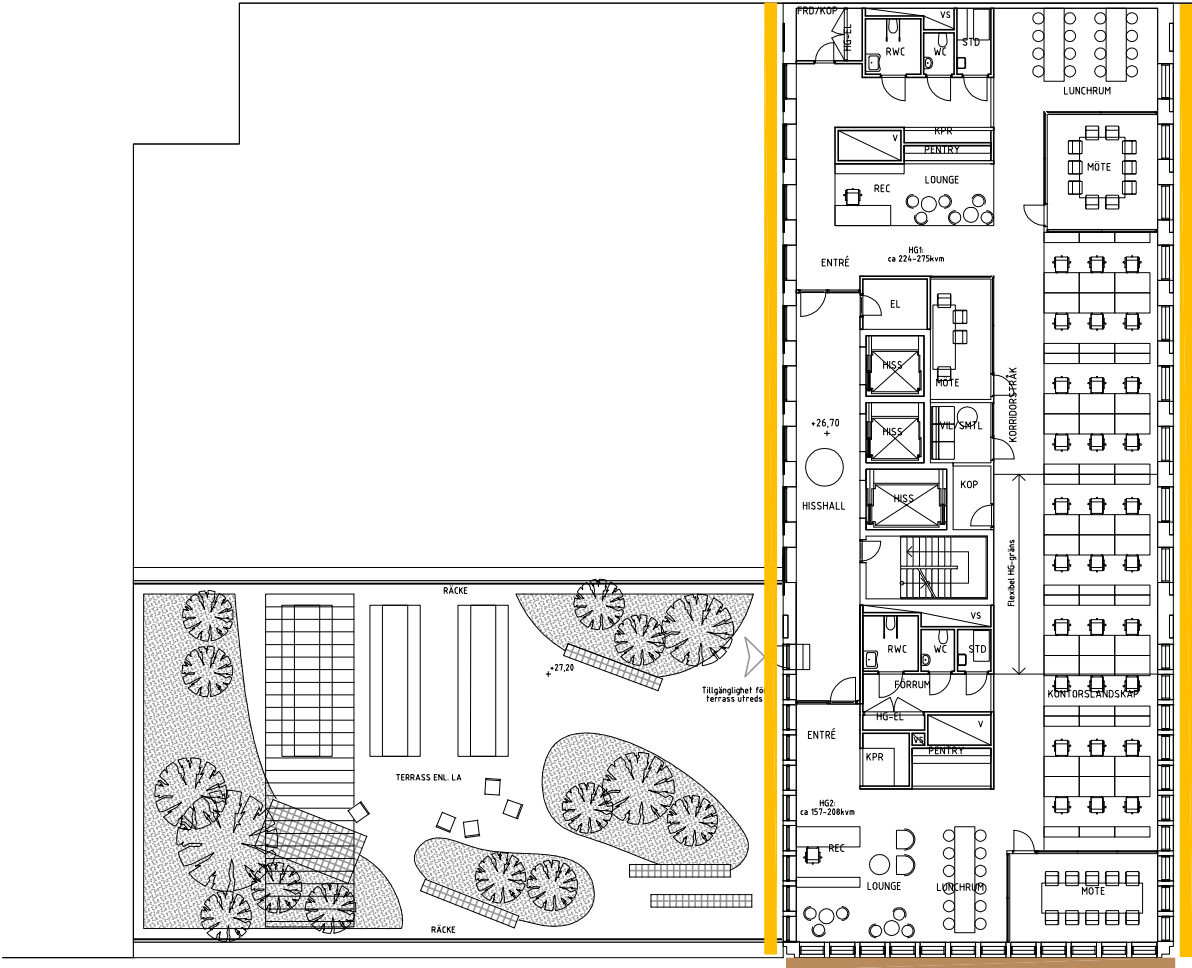 FRD/KOP
HG-EL
VS
RWC
WC
STD
LUNCHRUM
KPR
V
PENTRY
MÖTE
REC
LOUNGE
HG1:
ca 224-275kvm
ENTRÉ
EL
HISS
MÖTE
KORRIDORSTRÅK
+26,70
HISS
VIL/SMTL
HISS
KOP
HISSHALL
Flexibel HG-gräns
RÄCKE
VS
RWC
WC
STD
+27,20
Tillgänglighet fö
terrass utreds
FÖRRUM
KONTORSLANDSKAP
HG-EL
V
ENTRÉ
VS
PENTRY
KPR
TERRASS ENL. LA
HG2:
ca 157-208kvm
REC
LOUNGE
LUNCHRUM
MÖTE
RÄCKE